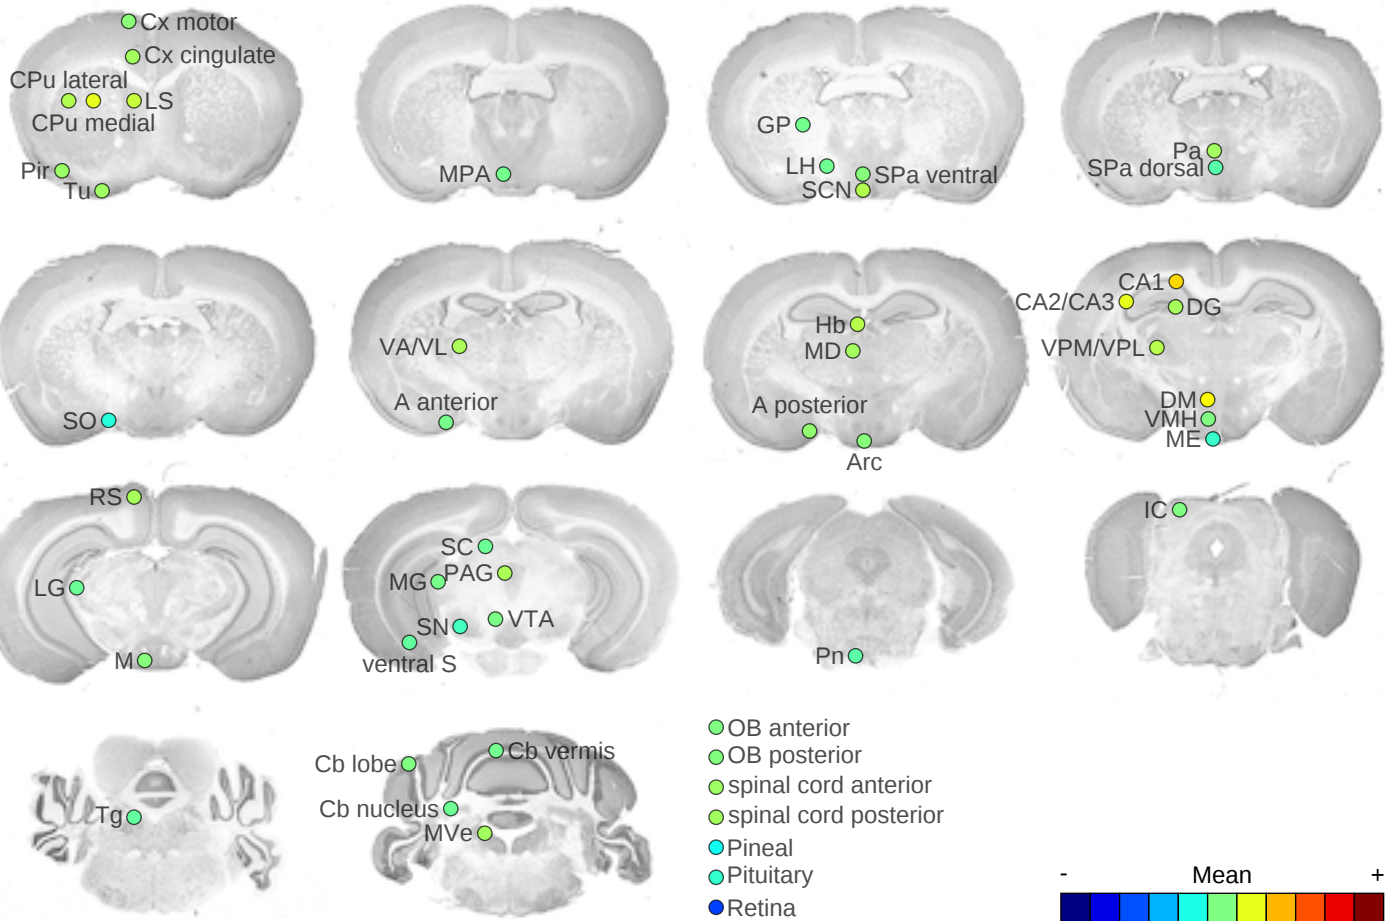 Cx motor
Cx cingulate
CPu lateral
LS
CPu medial
Pir
Tu
MPA
GP
LH
SPa ventral
SCN
Pa
SPa dorsal
SO
VA/VL
A anterior
Hb
MD
A posterior
Arc
CA1
CA2/CA3
DG
VPM/VPL
DM
VMH
ME
RS
LG
M
SC
MG
PAG
SN
VTA
ventral S
Pn
IC
Tg
Cb lobe
Cb vermis
Cb nucleus
MVe
OB anterior
OB posterior
spinal cord anterior
spinal cord posterior
Pineal
Pituitary
Retina
- Mean +